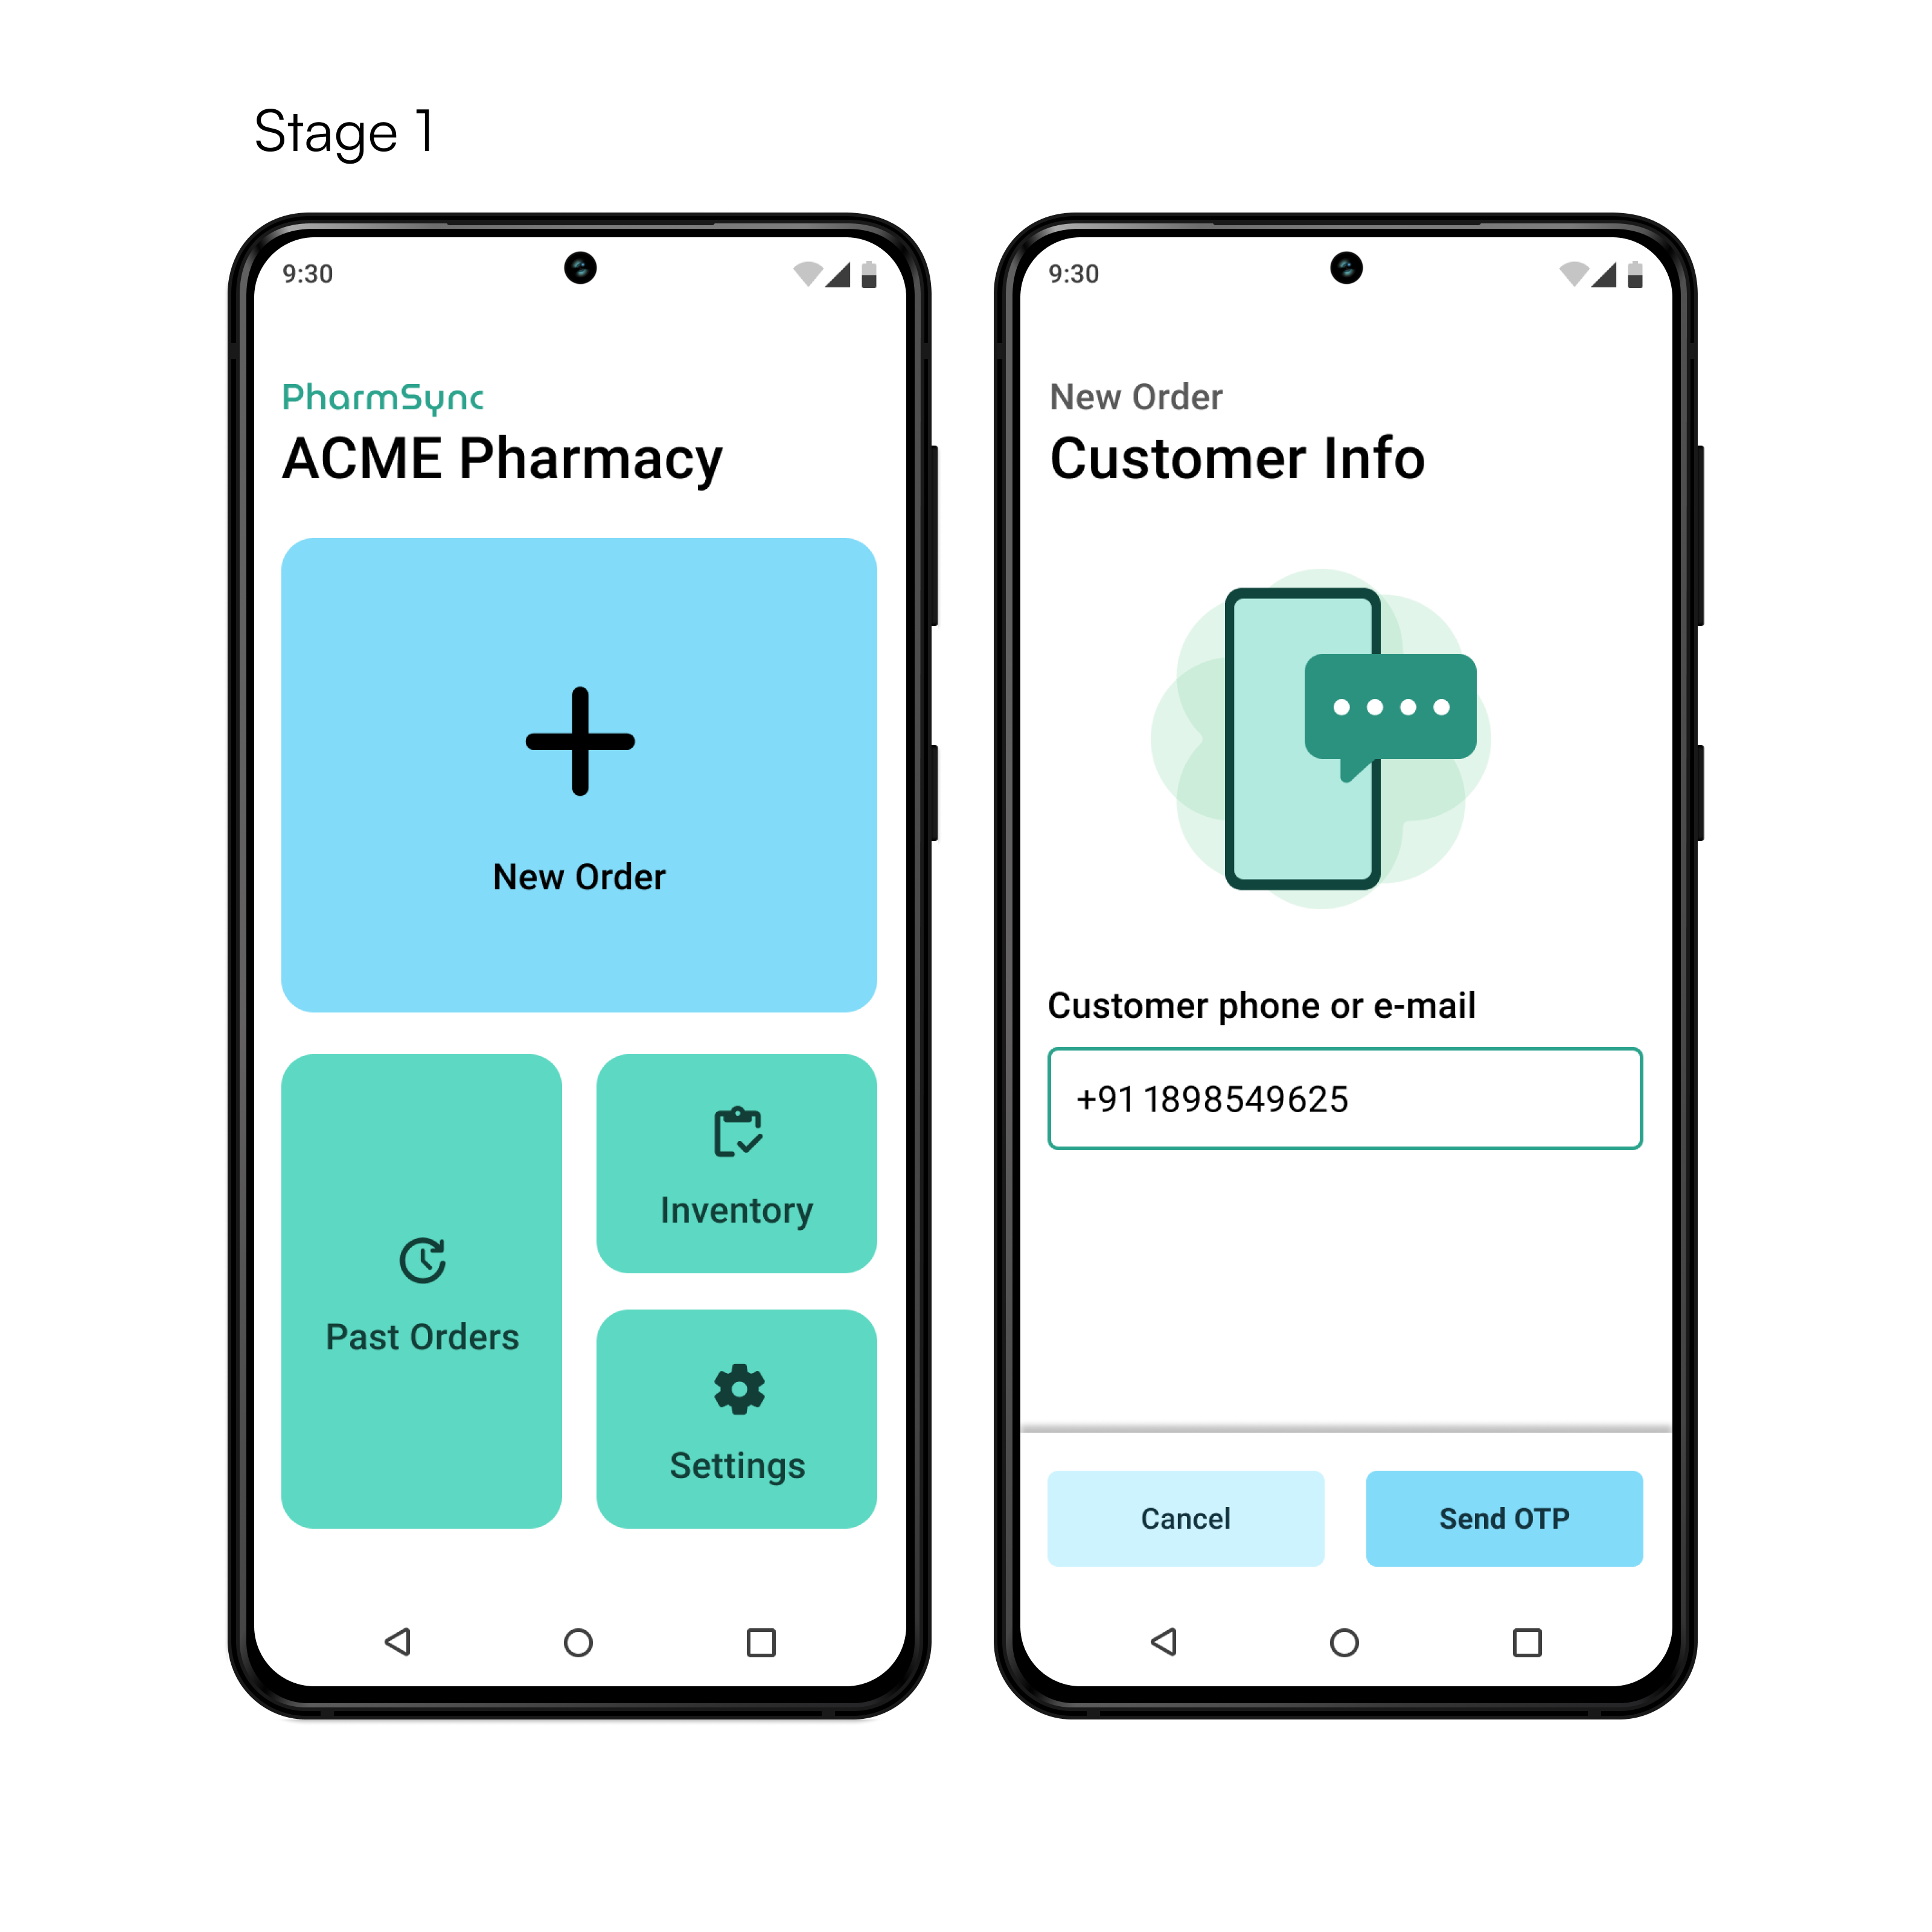 Stage 1
9:30
PharmSync
ACME Pharmacy
New Order
Past Orders
Inventory
Settings
9:30
New Order
Customer Info
Customer phone or e-mail
+91 1898549625
Cancel
Send OTP